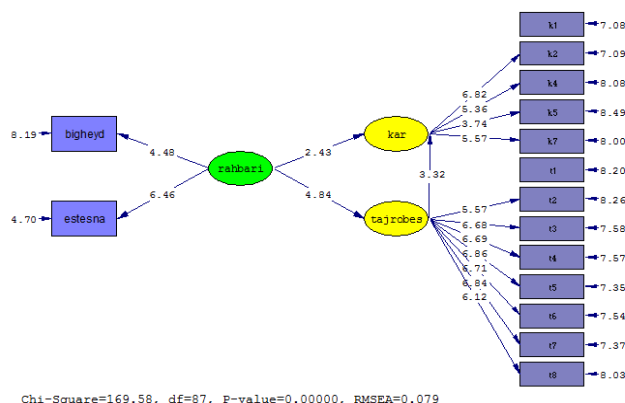 k1
7.08
k2
7.09
k4
8.08
k5
8.49
k7
8.00
t1
8.20
t2
8.26
t3
7.58
t4
7.57
t5
7.35
t6
7.54
t7
7.37
t8
8.03
6.82
5.36
3.74
5.57
bigheyd
8.19
4.48
rahbari
2.43
kar
3.32
estesna
4.70
6.46
4.84
tajrobes
5.57
6.68
6.69
6.86
6.71
6.84
6.12
Chi-Square=169.58, df=87, P-value=0.00000, RMSEA=0.079